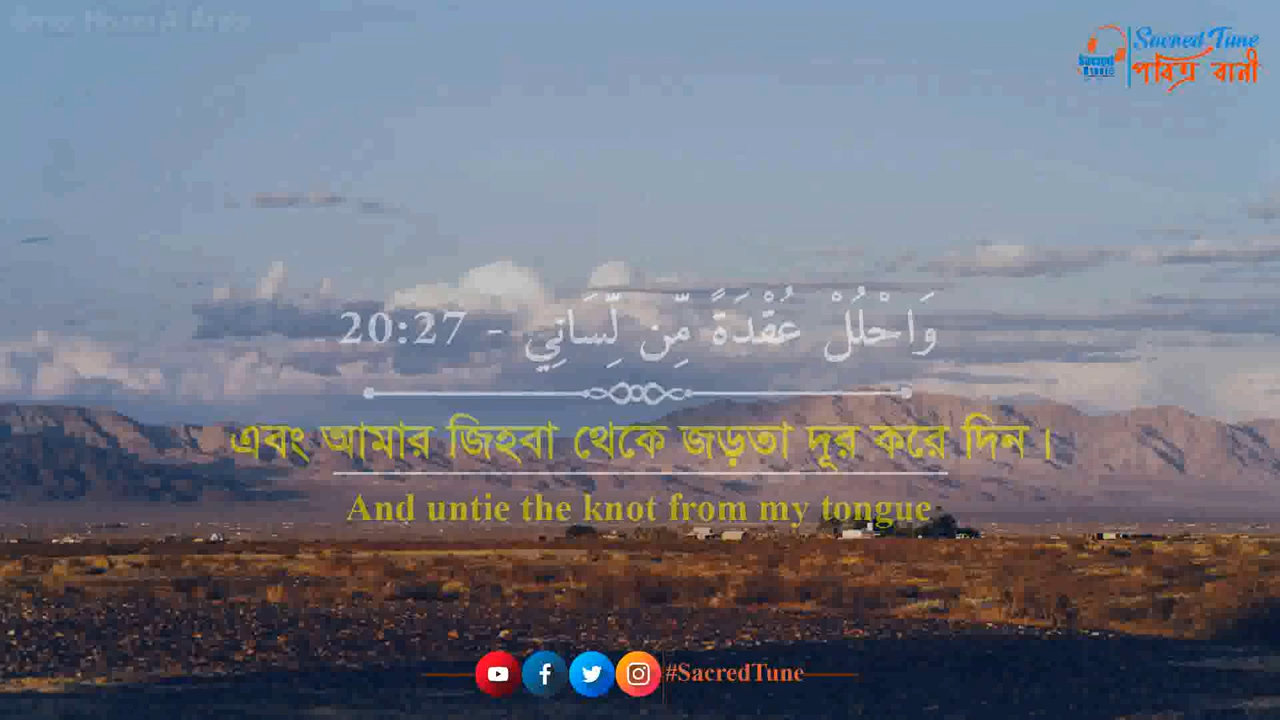 Sacred Tune
পবিত্র বানী
وَاحْلُلْ عُقْدَةً مِّن لِّسَانِي - 20:27
এবং আমার জিহবা থেকে জড়তা দূর করে দিন।
And untie the knot from my tongue
#SacredTune